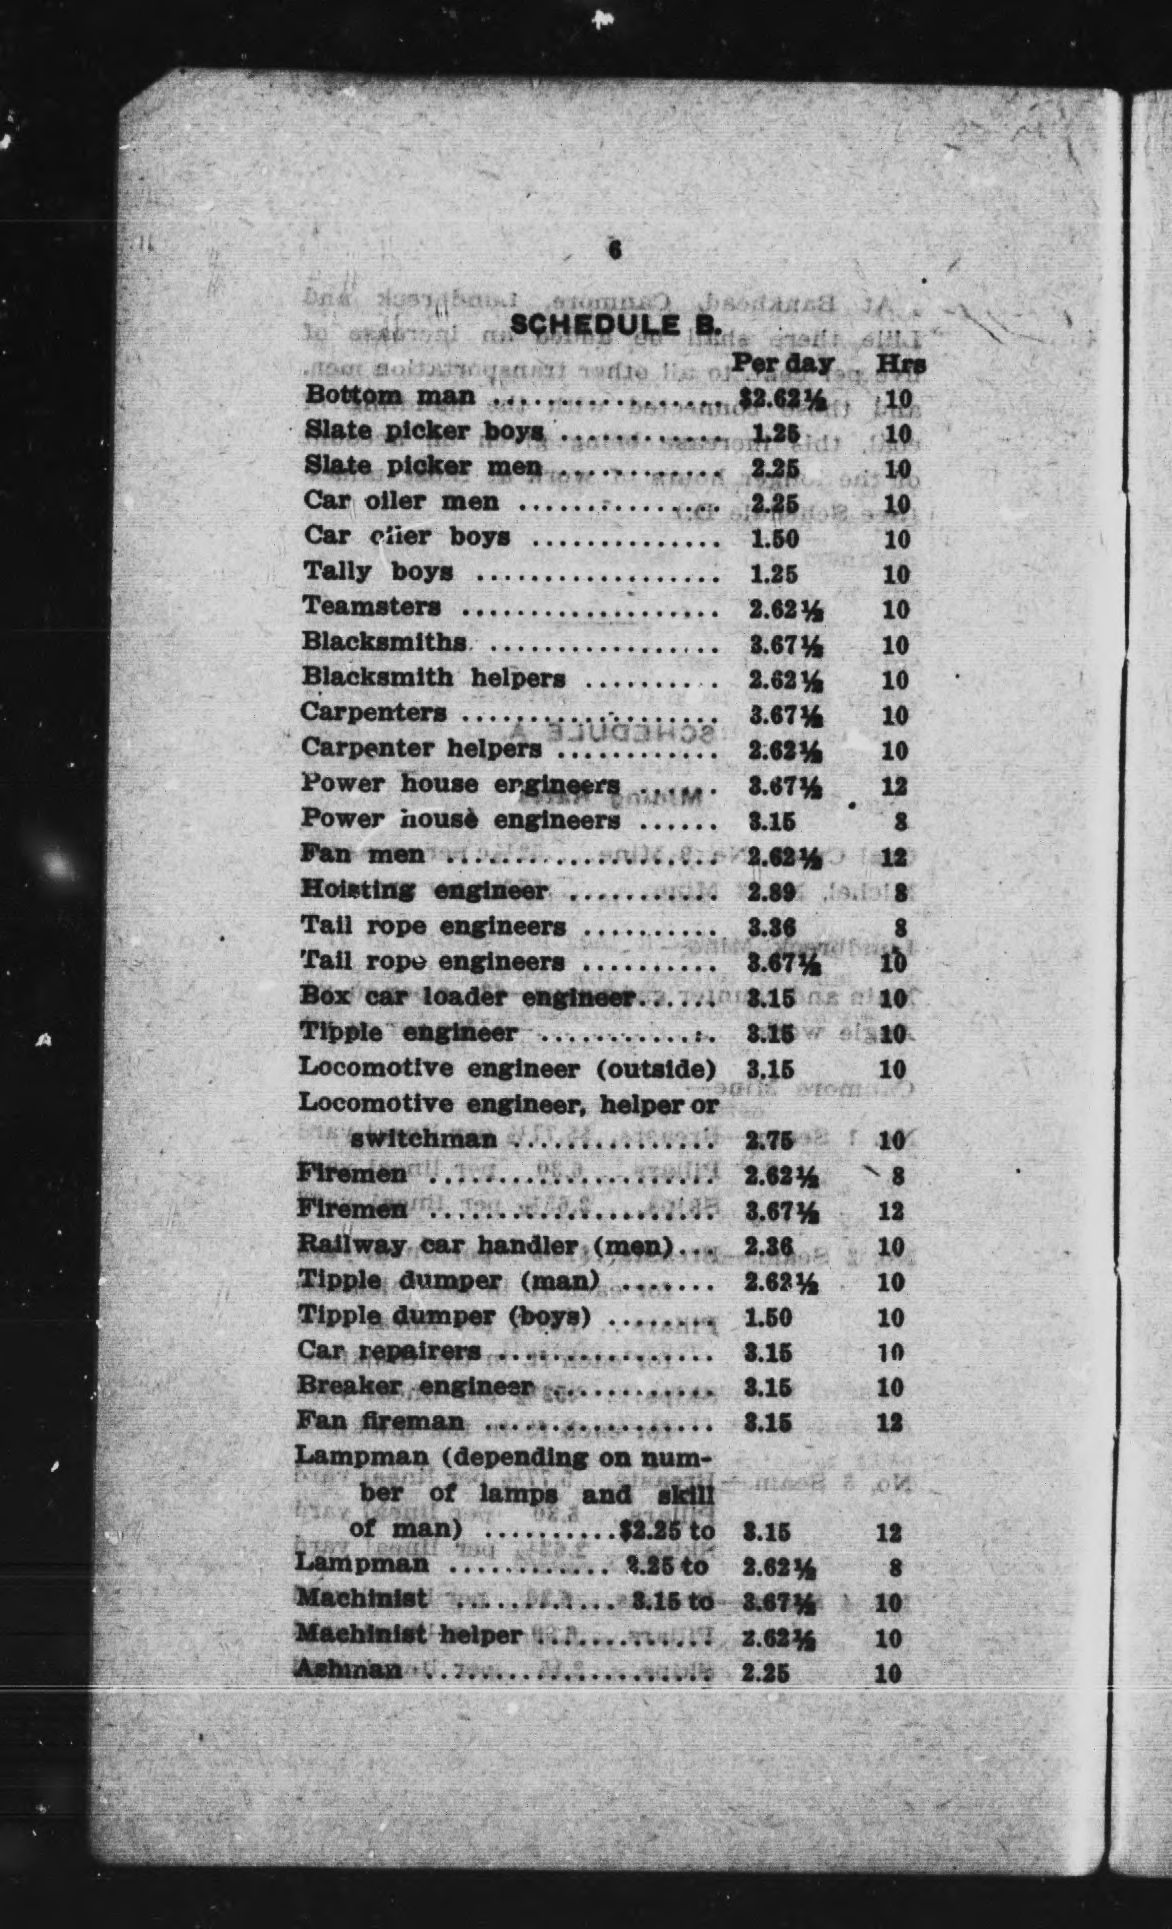 6
SCHEDULE B.
Per day Hrs
Bottom man ................. $2.62½ 10
Slate picker boys ............ 1.25 10
Slate picker men ............ 2.25 10
Car oiler men ............... 2.25 10
Car oiler boys .............. 1.50 10
Tally boys .................. 1.25 10
Teamsters ................... 2.62½ 10
Blacksmiths ................. 3.67½ 10
Blacksmith helpers .......... 2.62½ 10
Carpenters ................... 3.67½ 10
Carpenter helpers ............ 2.62½ 10
Power house engineers ...... 3.67½ 12
Power house engineers ...... 3.15 8
Fan men .................... 2.62½ 12
Hoisting engineer ........... 2.89 8
Tail rope engineers .......... 3.36 8
Tail rope engineers .......... 3.67½ 10
Box car loader engineer...... 3.15 10
Tipple engineer ............. 3.15 10
Locomotive engineer (outside) 3.15 10
Locomotive engineer, helper or
switchman ............... 2.75 10
Firemen ..................... 2.62½ 8
Firemen ..................... 3.67½ 12
Railway car handler (men)... 2.36 10
Tipple dumper (man) ....... 2.62½ 10
Tipple dumper (boys) ........ 1.50 10
Car repairers ................ 3.15 10
Breaker engineer ............ 3.15 10
Fan fireman ................. 3.15 12
Lampman (depending on num-
ber of lamps and skill
of man) ..........$2.25 to 3.15 12
Lampman ............ 2.25 to 2.62½ 8
Machinist ............ 3.15 to 3.67½ 10
Machinist helper ............. 2.62½ 10
Ashman ..................... 2.25 10